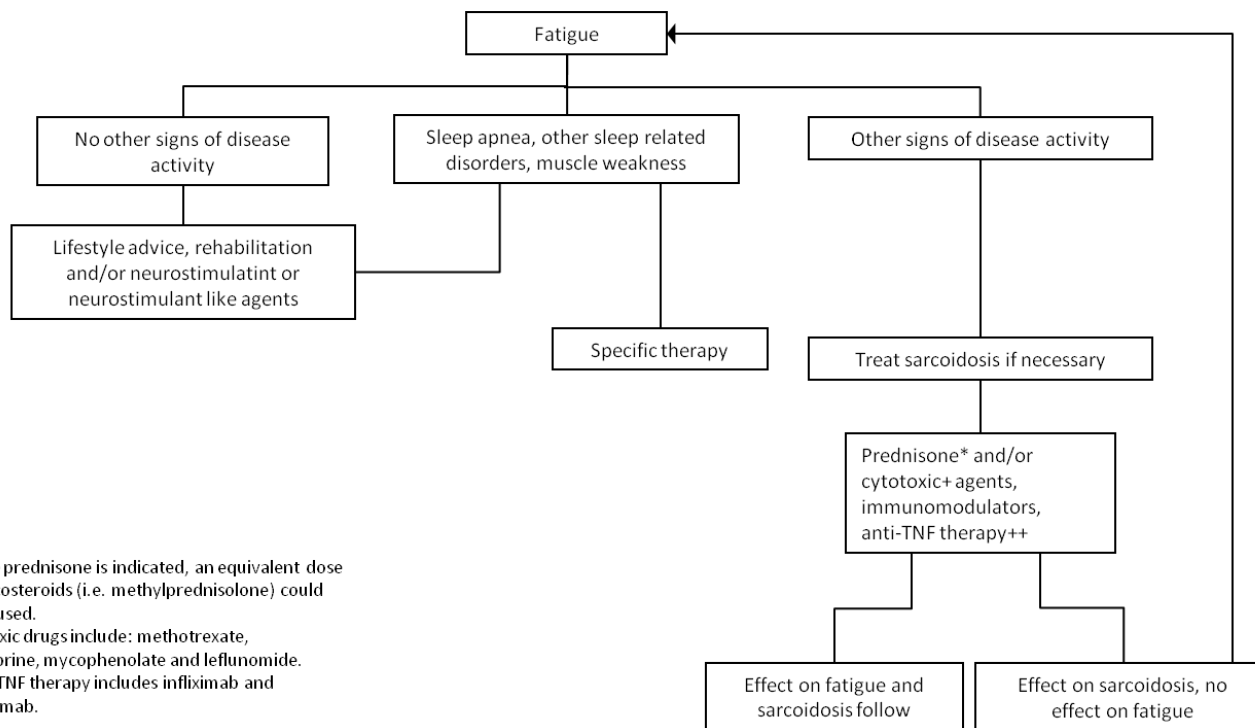 Fatigue
No other signs of disease
activity
Sleep apnea, other sleep related
disorders, muscle weakness
Other signs of disease activity
Lifestyle advice, rehabilitation
and/or neurostimulatint or
neurostimulant like agents
Specific therapy
Treat sarcoidosis if necessary
Prednisone* and/or
cytotoxic+ agents,
immunomodulators,
anti-TNF therapy++
prednisone is indicated, an equivalent dose
osteroids (i.e. methylprednisolone) could
used.
xic drugs include: methotrexate,
rine, mycophenolate and leflunomide.
TNF therapy includes infliximab and
mab.
Effect on fatigue and
sarcoidosis follow
Effect on sarcoidosis, no
effect on fatigue